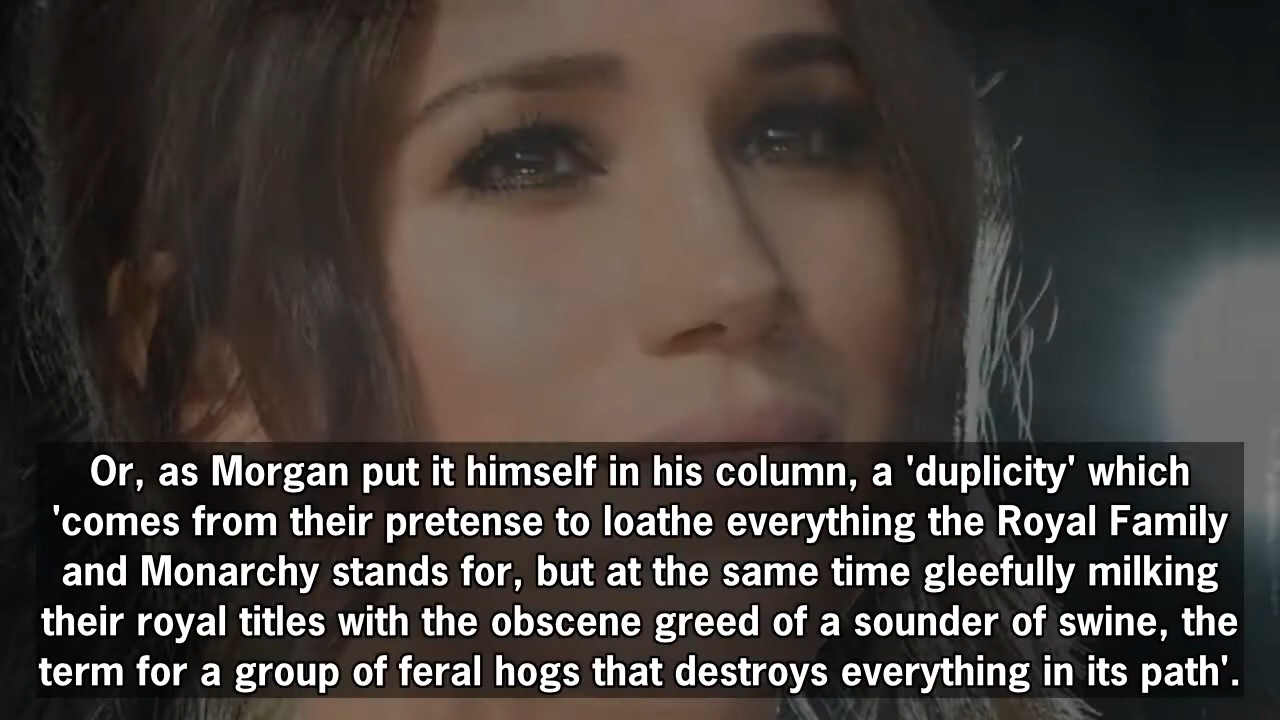 Or, as Morgan put it himself in his column, a 'duplicity' which
'comes from their pretense to loathe everything the Royal Family
and Monarchy stands for, but at the same time gleefully milking
their royal titles with the obscene greed of a sounder of swine, the
term for a group of feral hogs that destroys everything in its path'.